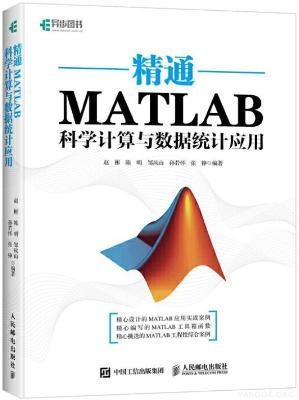 异步图书
精通
MATLAB
科学计算与数据统计应用
赵彬 陈明 邹凤山 孙若怀 张锋◎编著
精心设计的MATLAB应用实战案例
精心编写的MATLAB工具箱函数
精心挑选的MATLAB工程性综合案例
中国工信出版集团
人民邮电出版社
精通MATLAB
科学计算与数据统计应用
人民邮电出版社
YABOOK.ORG